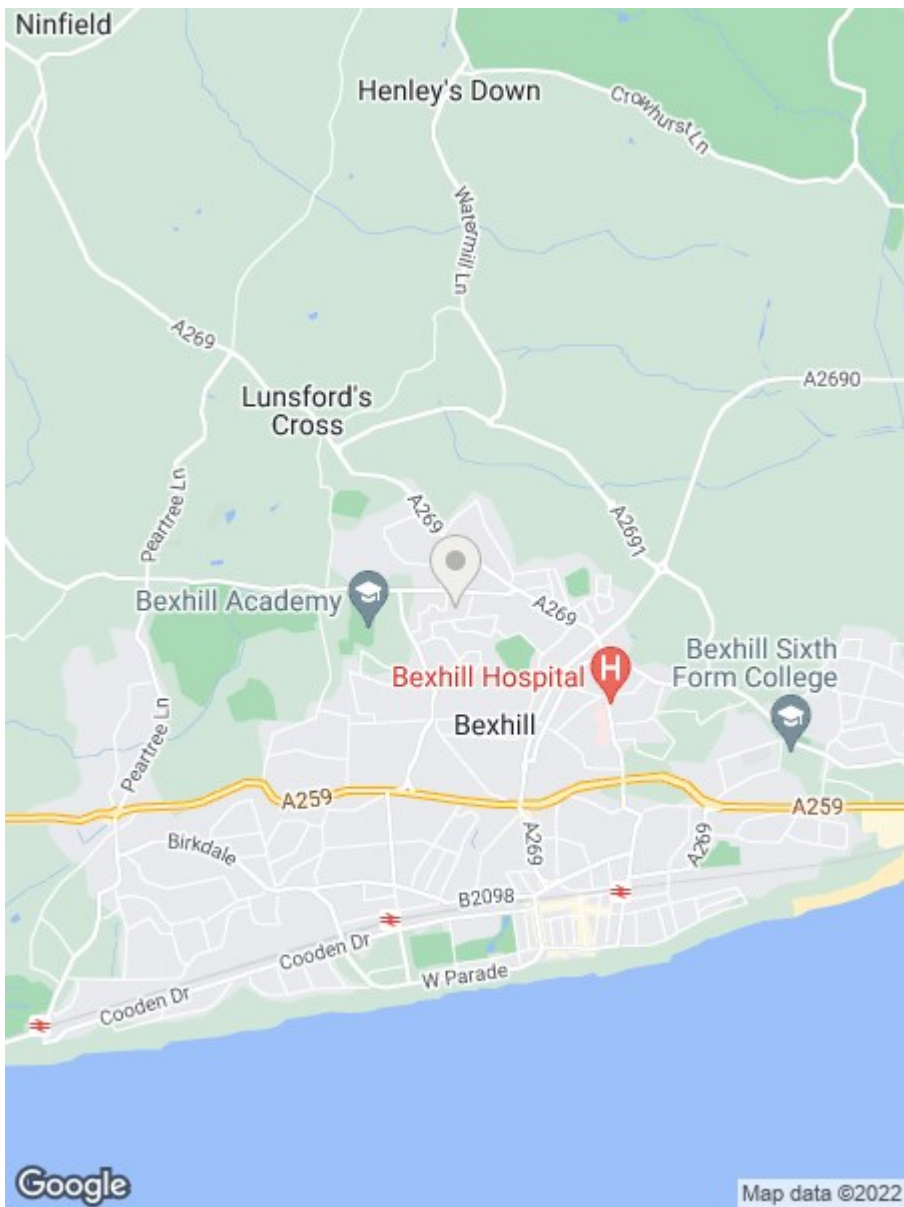 Ninfield
Henley's Down
Crowhurst Ln
Watermill Ln
A269
A2690
Lunsford's
Cross
Peartree Ln
A269
A2691
Bexhill Academy
A269
Bexhill Sixth
Form College
Bexhill Hospital
H
Bexhill
Peartree Ln
A259
A259
Birkdale
A269
A269
B2098
Cooden Dr
W Parade
Cooden Dr
Google
Map data ©2022